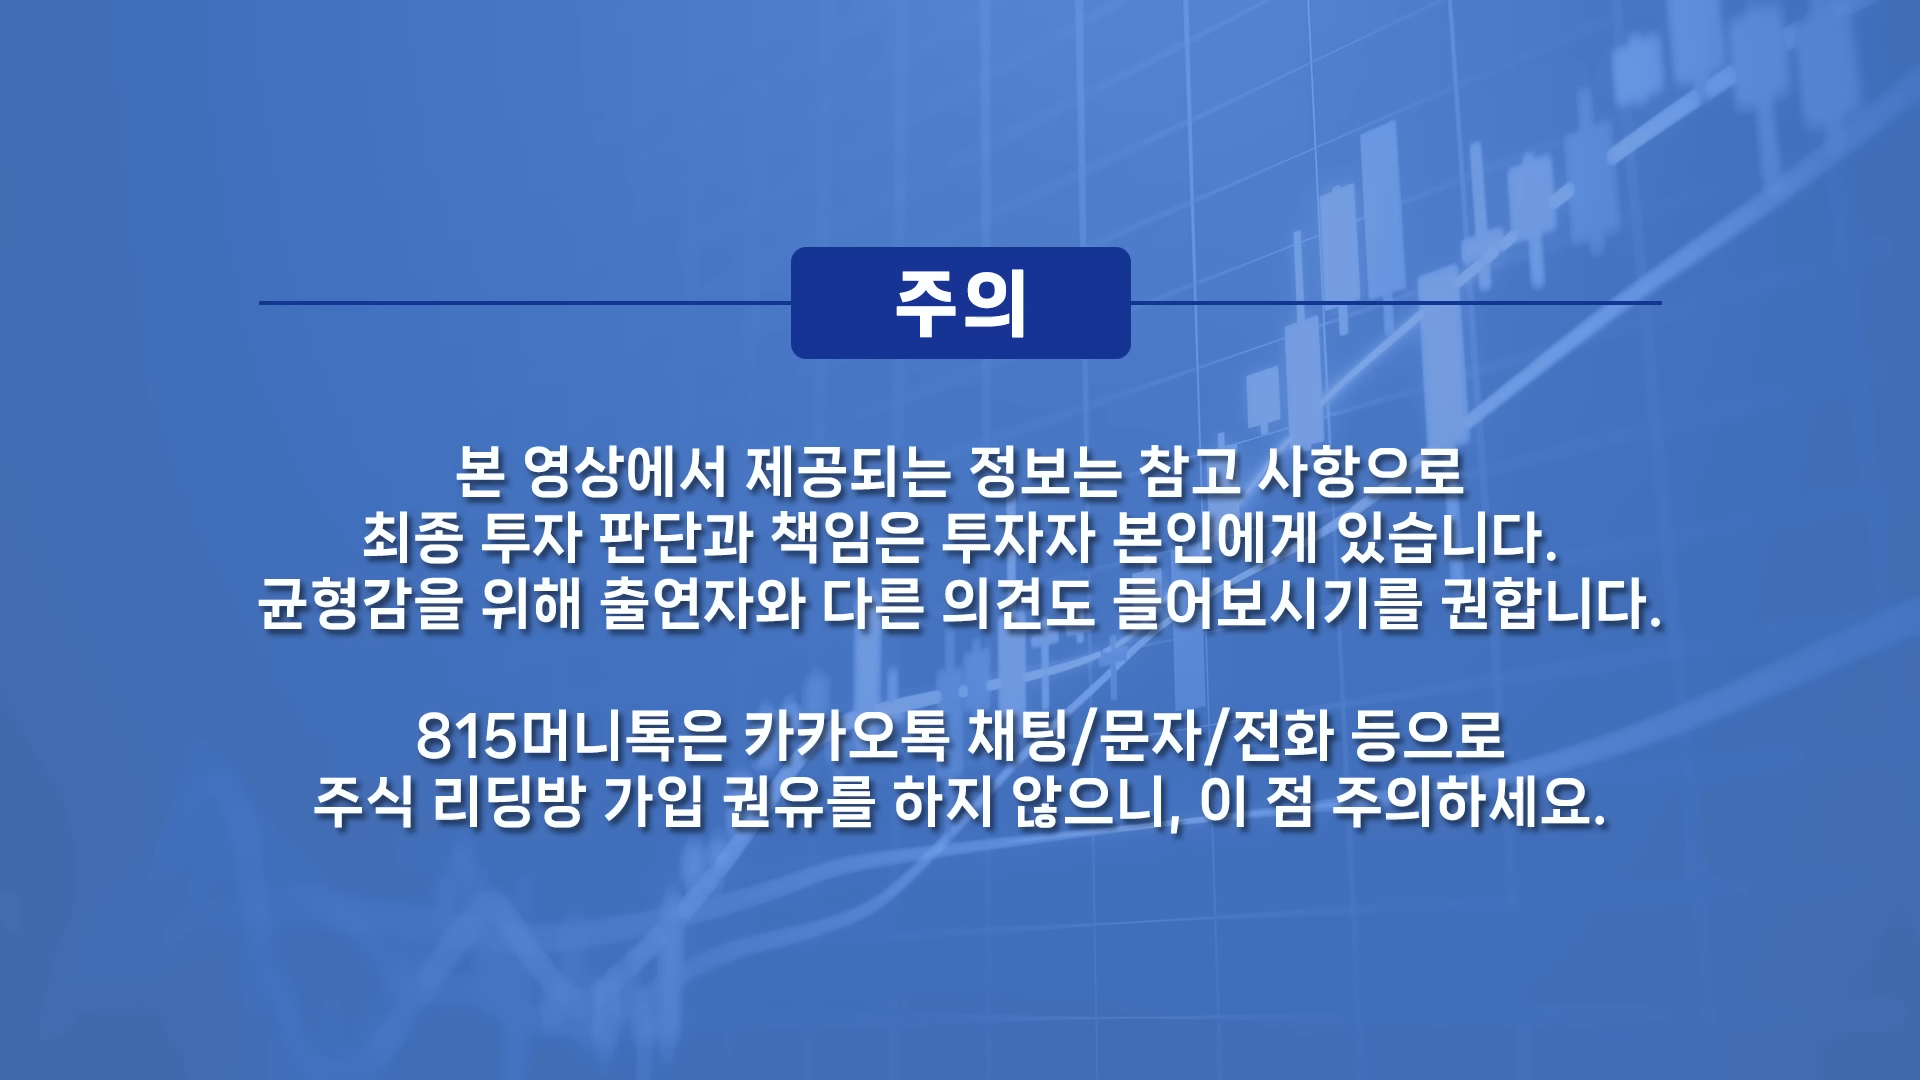 주의
본 영상에서 제공되는 정보는 참고 사항으로
최종 투자 판단과 책임은 투자자 본인에게 있습니다.
균형감을 위해 출연자와 다른 의견도 들어보시기를 권합니다.
815머니톡은 카카오톡 채팅/문자/전화 등으로
주식 리딩방 가입 권유를 하지 않으니, 이 점 주의하세요.